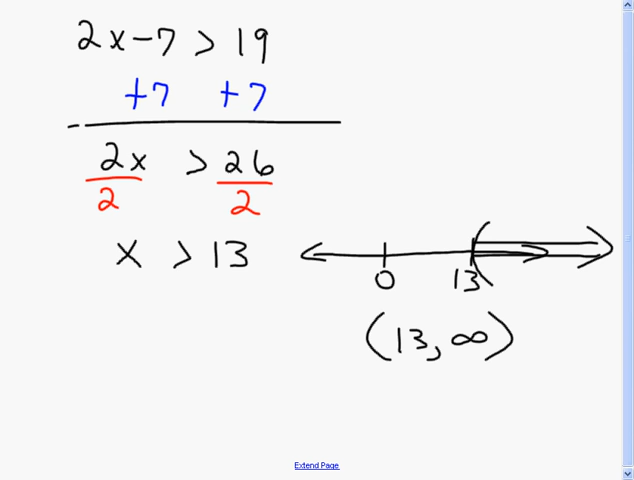 2x-7 > 19
+7 +7
2x > 26
2 2
x > 13
0 13
(13, ∞)
Extend Page